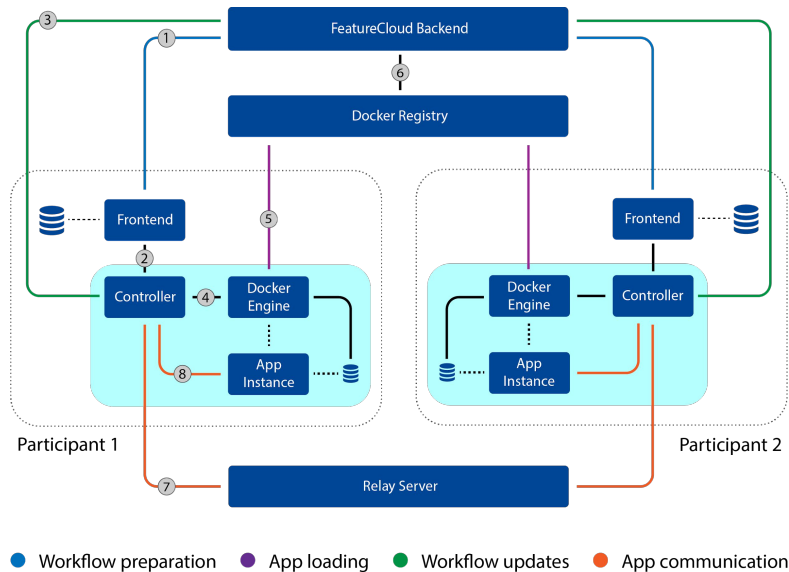 3
FeatureCloud Backend
1
6
Docker Registry
5
Frontend
Frontend
2
Controller
4
Docker
Engine
Docker
Engine
Controller
8
App
Instance
App
Instance
Participant 1
Participant 2
7
Relay Server
Workflow preparation
App loading
Workflow updates
App communication